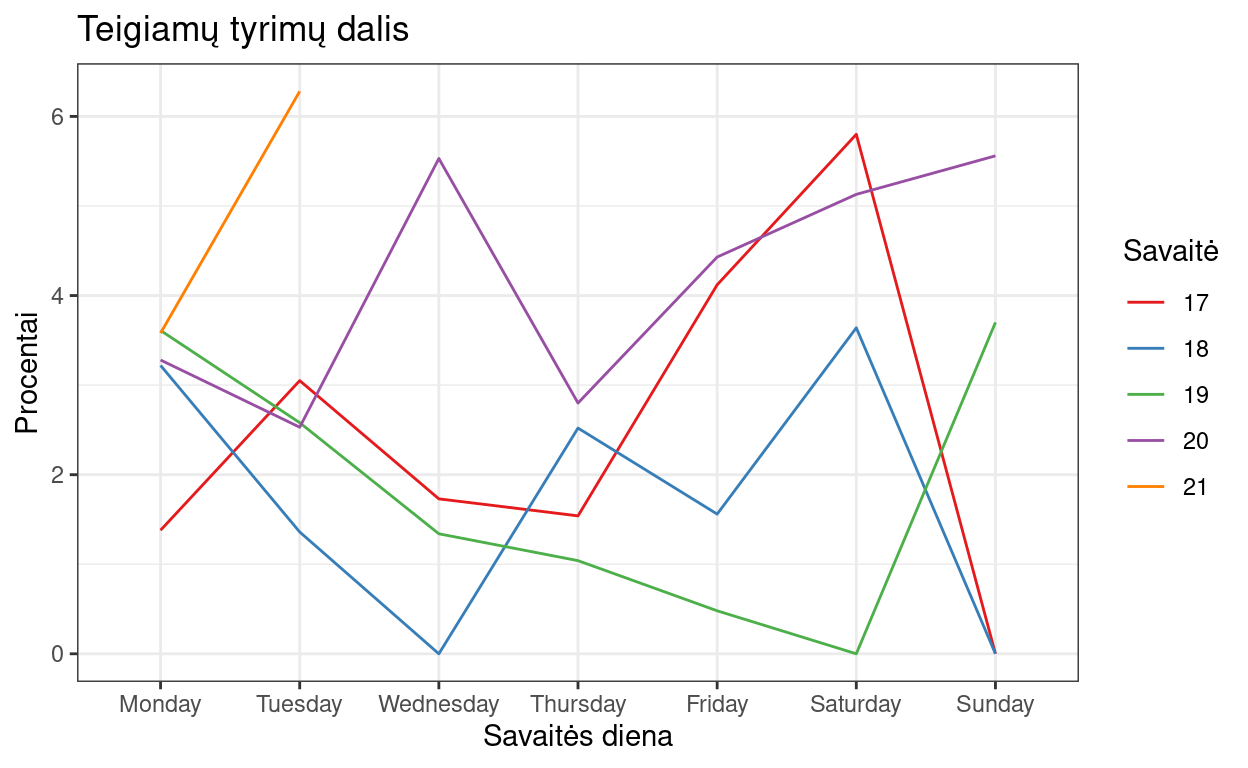 Teigiamų tyrimų dalis
Procentai
6
4
2
0
Monday Tuesday Wednesday Thursday Friday Saturday Sunday
Savaitės diena
Savaitė
17
18
19
20
21